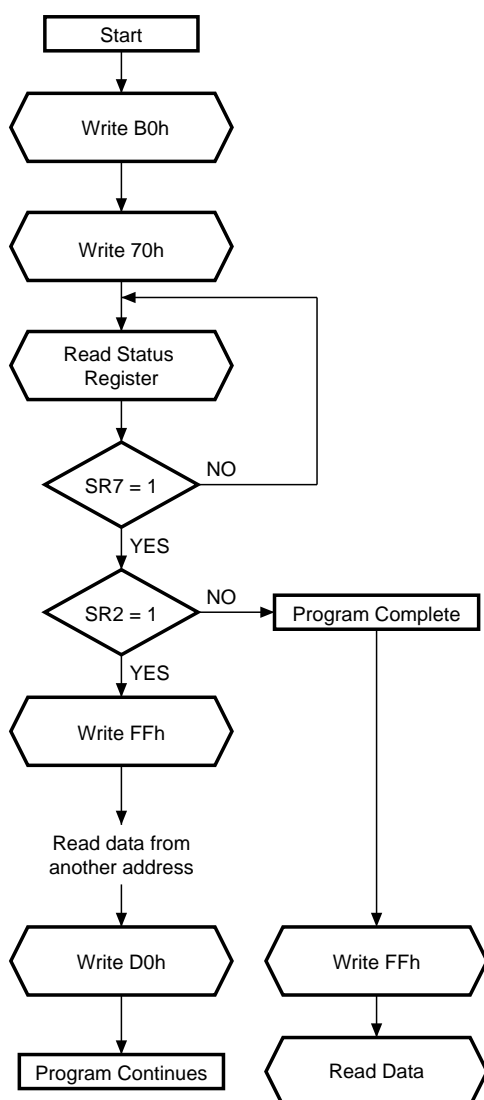 Start
Write B0h
Write 70h
Read Status
Register
SR7 = 1
NO
YES
SR2 = 1
NO
Program Complete
YES
Write FFh
Read data from
another address
Write D0h
Write FFh
Program Continues
Read Data